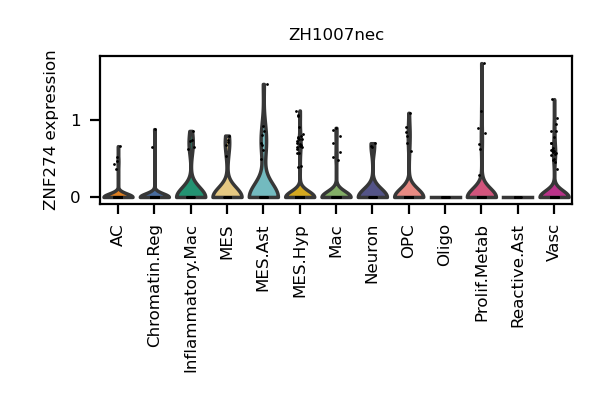 ZH1007nec
ZNF274 expression
1
0
AC
Chromatin.Reg
Inflammatory.Mac
MES
MES.Ast
MES.Hyp
Mac
Neuron
OPC
Oligo
Prolif.Metab
Reactive.Ast
Vasc